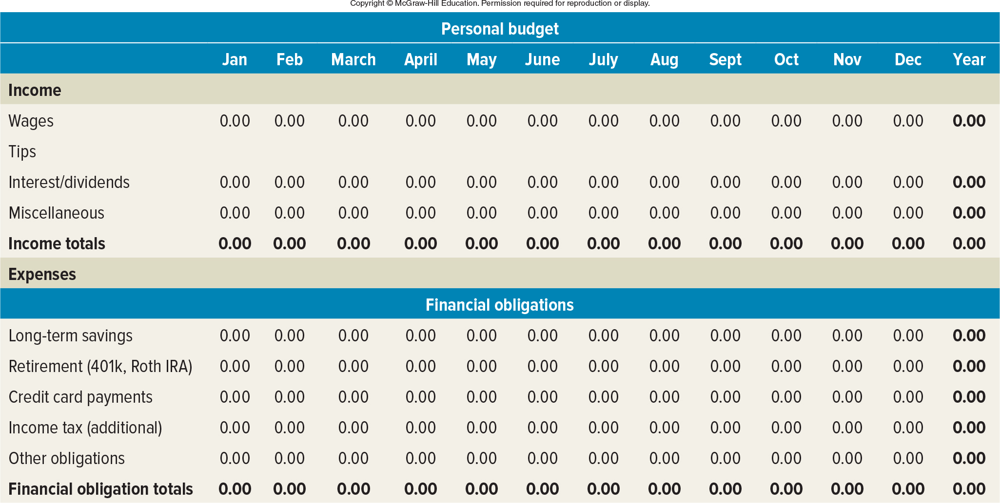 Copyright © McGraw-Hill Education. Permission required for reproduction or display.
Personal budget
Jan Feb March April May June July Aug Sept Oct Nov Dec Year
Income
Wages 0.00 0.00 0.00 0.00 0.00 0.00 0.00 0.00 0.00 0.00 0.00 0.00 0.00
Tips
Interest/dividends 0.00 0.00 0.00 0.00 0.00 0.00 0.00 0.00 0.00 0.00 0.00 0.00 0.00
Miscellaneous 0.00 0.00 0.00 0.00 0.00 0.00 0.00 0.00 0.00 0.00 0.00 0.00 0.00
Income totals 0.00 0.00 0.00 0.00 0.00 0.00 0.00 0.00 0.00 0.00 0.00 0.00 0.00
Expenses
Financial obligations
Long-term savings 0.00 0.00 0.00 0.00 0.00 0.00 0.00 0.00 0.00 0.00 0.00 0.00 0.00
Retirement (401k, Roth IRA) 0.00 0.00 0.00 0.00 0.00 0.00 0.00 0.00 0.00 0.00 0.00 0.00 0.00
Credit card payments 0.00 0.00 0.00 0.00 0.00 0.00 0.00 0.00 0.00 0.00 0.00 0.00 0.00
Income tax (additional) 0.00 0.00 0.00 0.00 0.00 0.00 0.00 0.00 0.00 0.00 0.00 0.00 0.00
Other obligations 0.00 0.00 0.00 0.00 0.00 0.00 0.00 0.00 0.00 0.00 0.00 0.00 0.00
Financial obligation totals 0.00 0.00 0.00 0.00 0.00 0.00 0.00 0.00 0.00 0.00 0.00 0.00 0.00